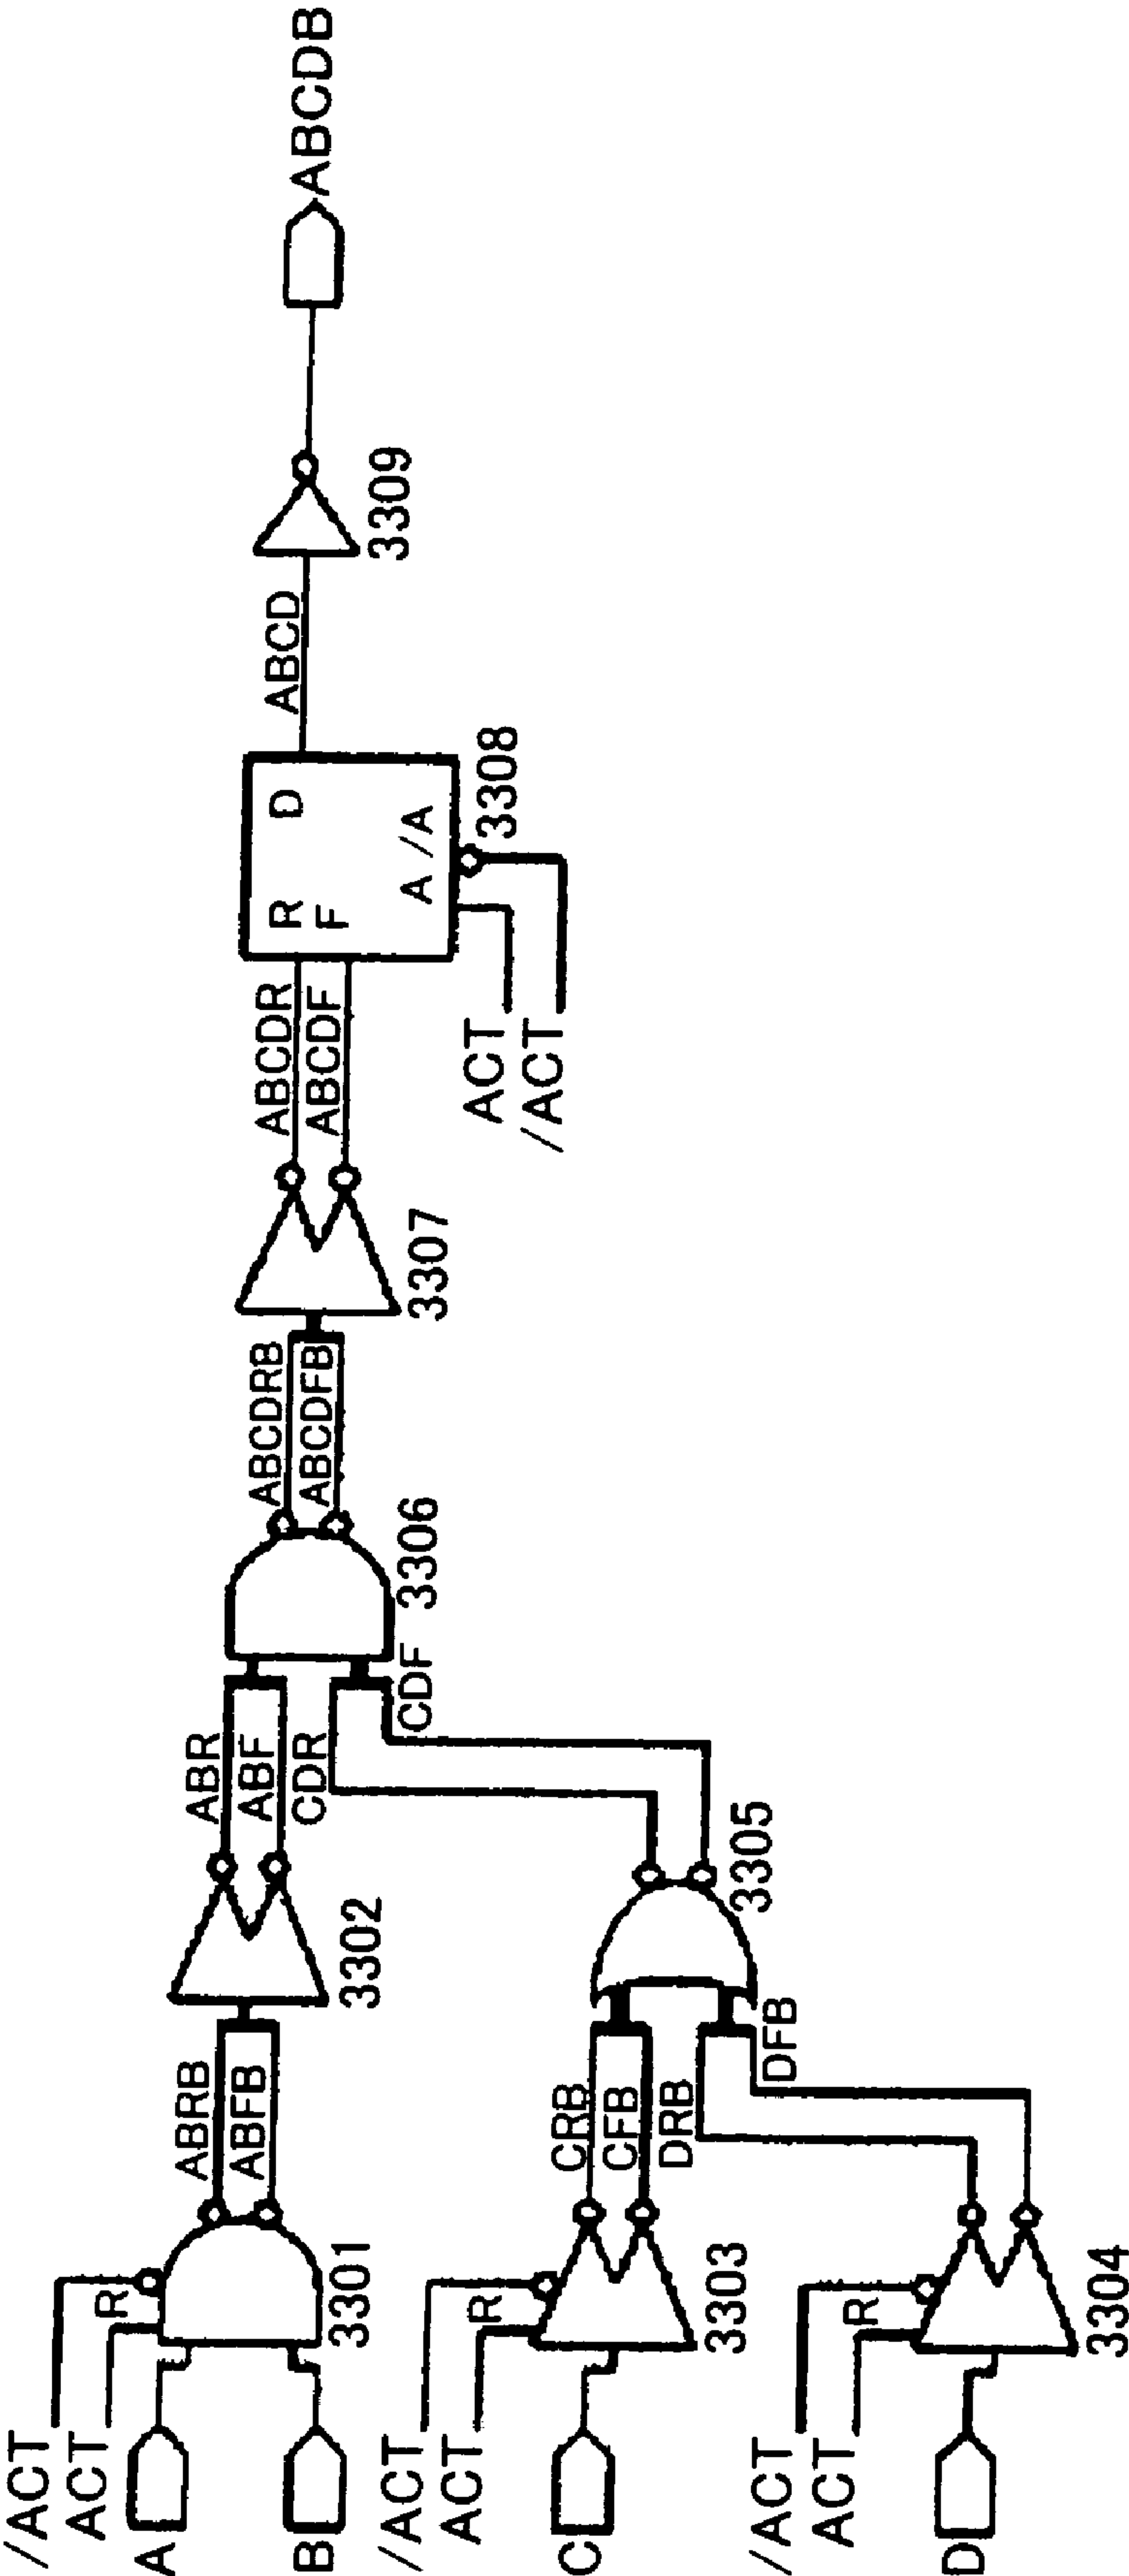 /ACT
ACT
R
A
B
3301
ABRB
ABFB
3302
ABR
ABF
CDR
CDF
3306
ABCDRB
ABCDFB
3307
ABCDR
ABCDF
R
F
D
A /A
3308
ACT
/ACT
ABCD
3309
ABCDB
/ACT
ACT
R
C
3303
CRB
CFB
DRB
DFB
3305
/ACT
ACT
R
D
3304